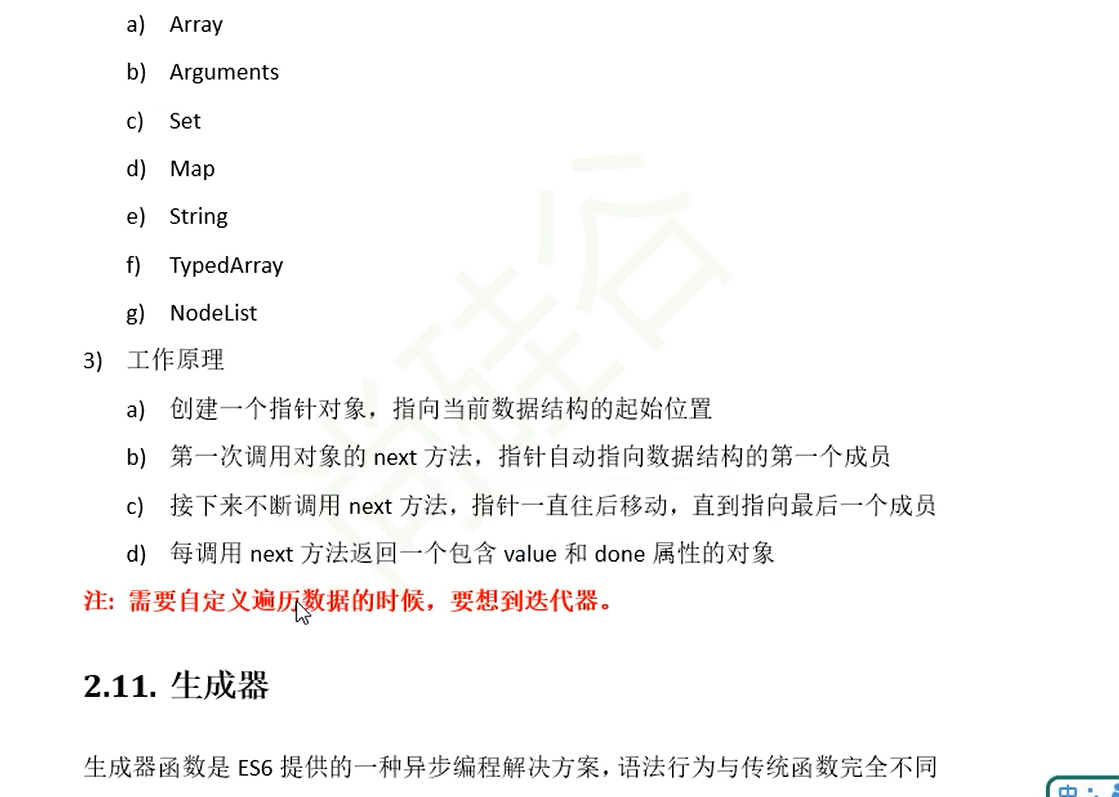 a) Array
b) Arguments
c) Set
d) Map
e) String
f) TypedArray
g) NodeList
3) 工作原理
a) 创建一个指针对象，指向当前数据结构的起始位置
b) 第一次调用对象的 next 方法，指针自动指向数据结构的第一个成员
c) 接下来不断调用 next 方法，指针一直往后移动，直到指向最后一个成员
d) 每调用 next 方法返回一个包含 value 和 done 属性的对象
注: 需要自定义遍历数据的时候，要想到迭代器。
2.11. 生成器
生成器函数是 ES6 提供的一种异步编程解决方案，语法行为与传统函数完全不同
尚硅谷
中